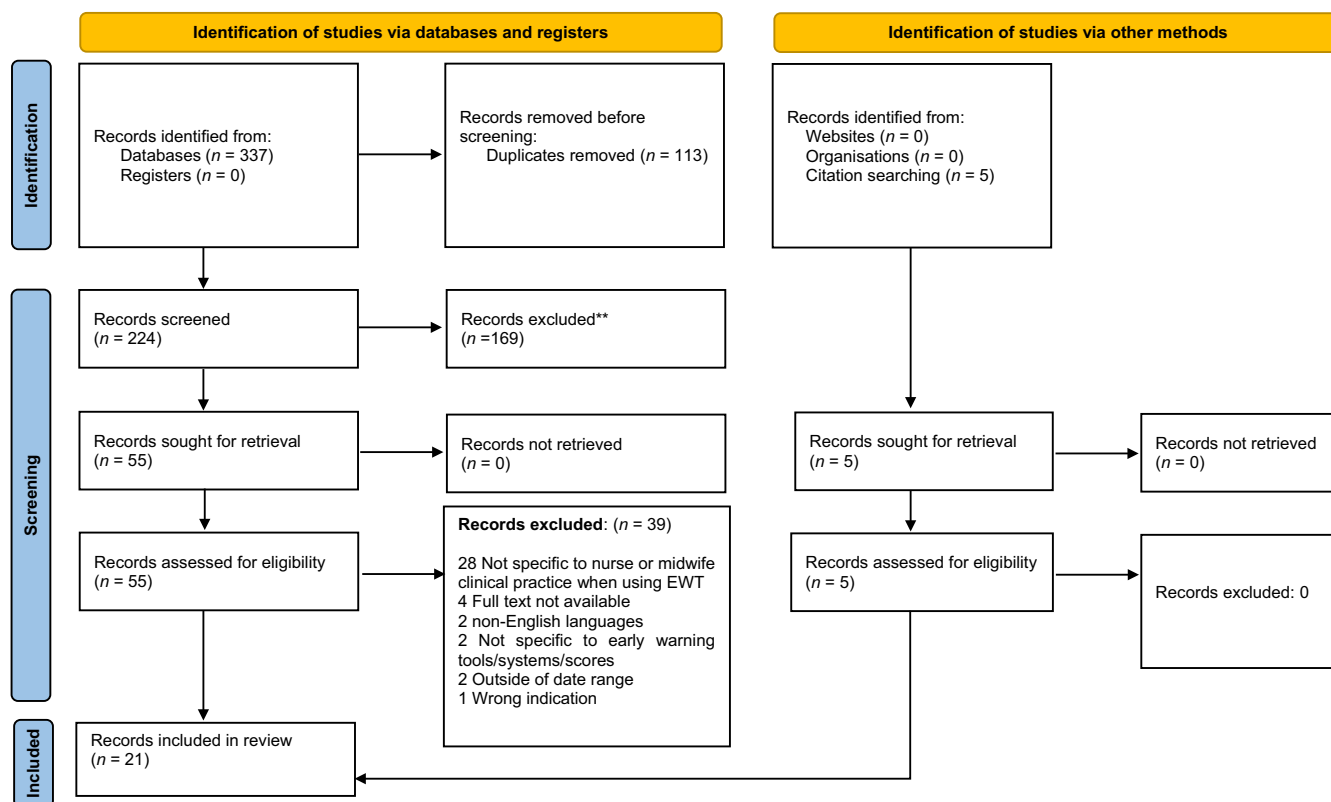 Identification of studies via databases and registers
Identification of studies via other methods
Identification
Records identified from:
Databases (n = 337)
Registers (n = 0)
Records removed before
screening:
Duplicates removed (n = 113)
Records identified from:
Websites (n = 0)
Organisations (n = 0)
Citation searching (n = 5)
Screening
Records screened
(n = 224)
Records excluded**
(n =169)
Records sought for retrieval
(n = 55)
Records not retrieved
(n = 0)
Records sought for retrieval
(n = 5)
Records not retrieved
(n = 0)
Records assessed for eligibility
(n = 55)
Records excluded: (n = 39)
28 Not specific to nurse or midwife
clinical practice when using EWT
4 Full text not available
2 non-English languages
2 Not specific to early warning
tools/systems/scores
2 Outside of date range
1 Wrong indication
Records assessed for eligibility
(n = 5)
Records excluded: 0
Included
Records included in review
(n = 21)